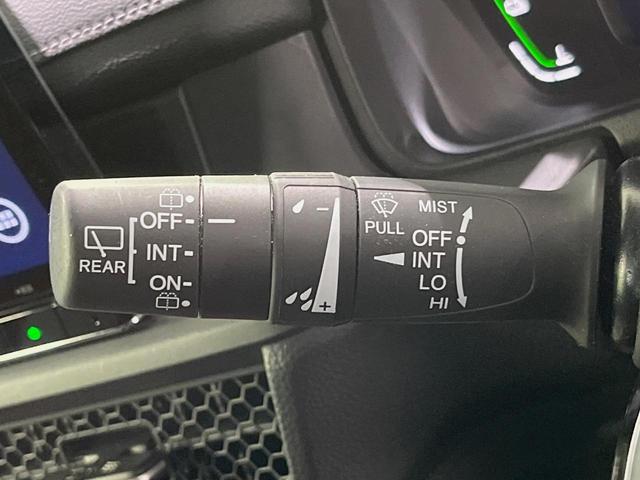 REAR
OFF
INT
ON
− 
+
PULL
MIST
OFF
INT
LO
HI